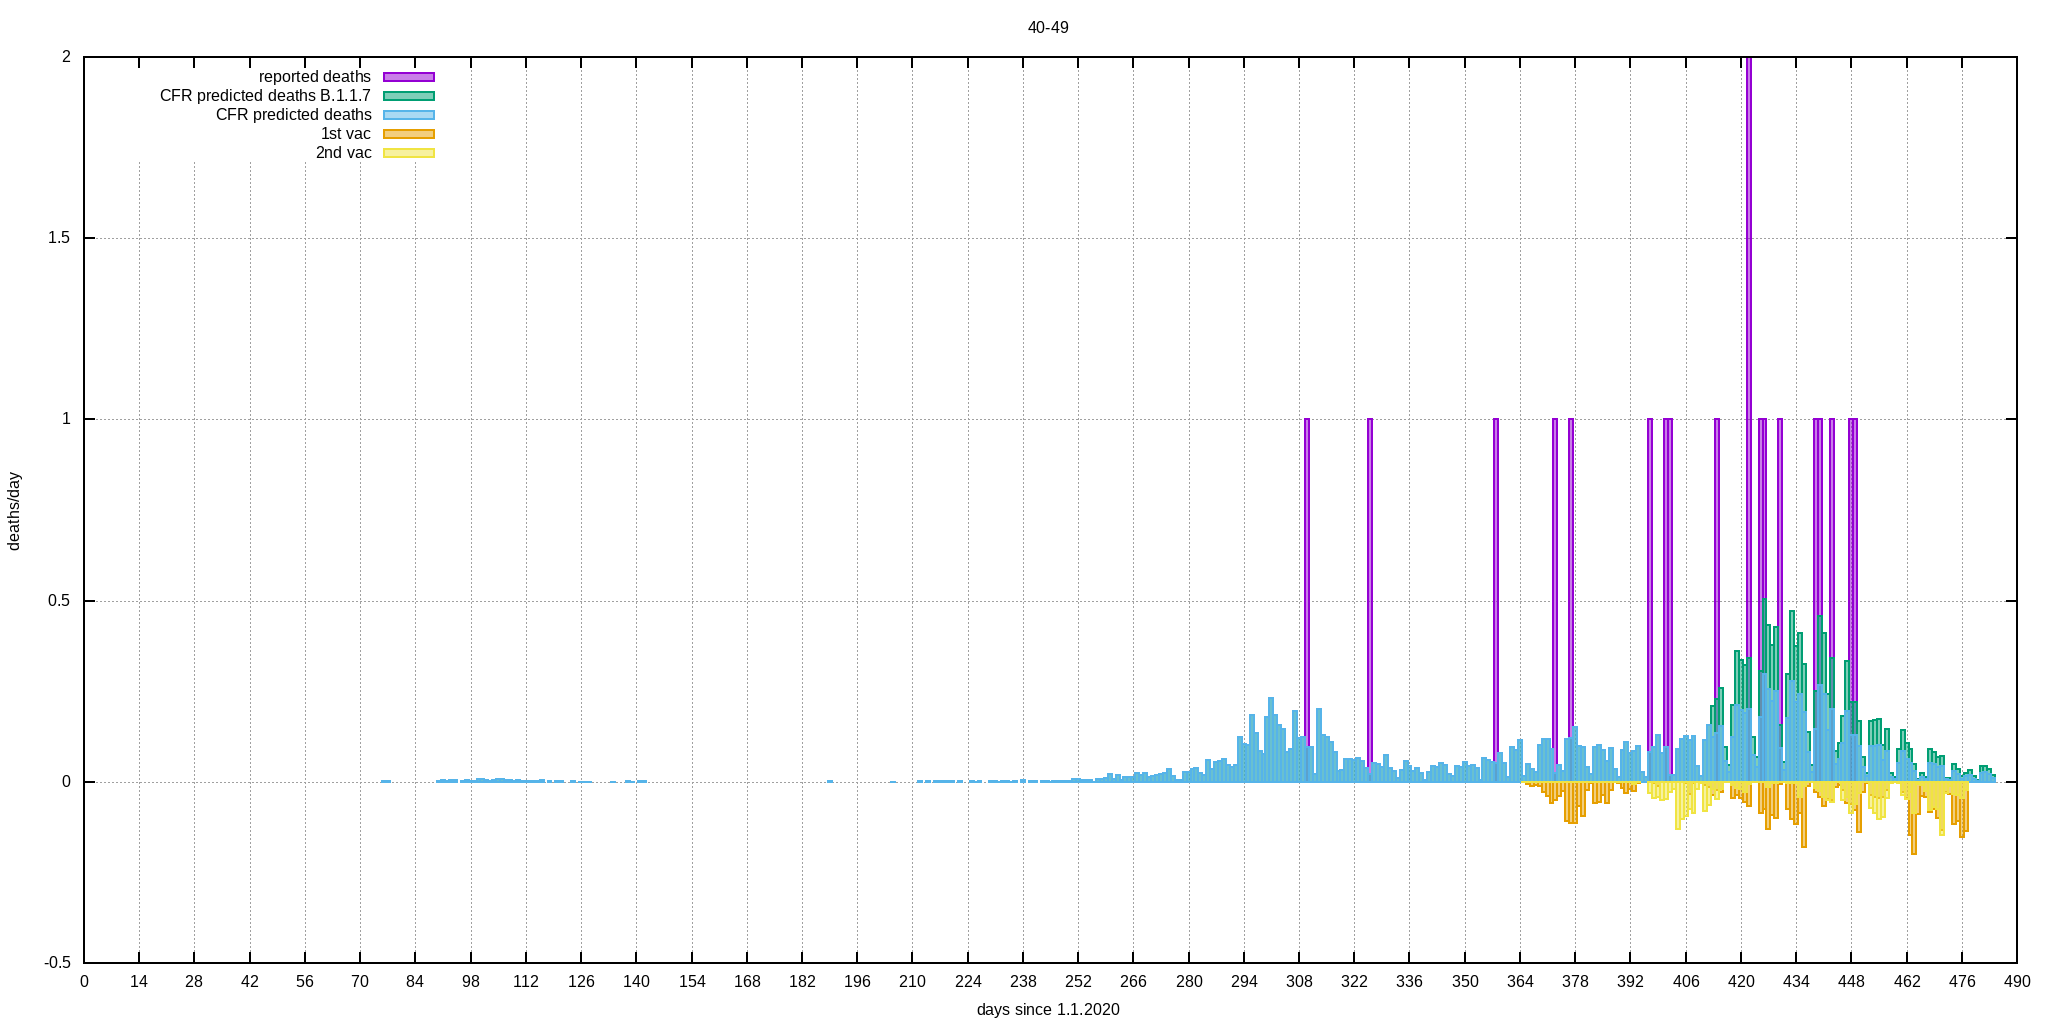 40-49
reported deaths
CFR predicted deaths B.1.1.7
CFR predicted deaths
1st vac
2nd vac
2
1.5
1
0.5
0
-0.5
deaths/day
0 14 28 42 56 70 84 98 112 126 140 154 168 182 196 210 224 238 252 266 280 294 308 322 336 350 364 378 392 406 420 434 448 462 476 490
days since 1.1.2020